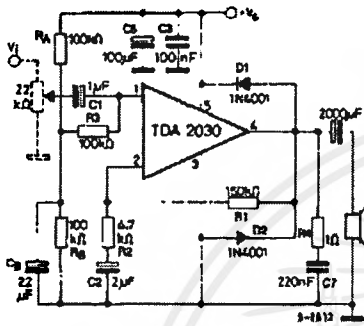 +Vs
Vi
RA
100kΩ
C5
100µF
C3
100nF
22
kΩ
1µF
C1
R3
100kΩ
1
2
3
4
5
TDA 2030
D1
1N4001
2000µF
150kΩ
R1
D2
1N4001
R4
1Ω
100
kΩ
RB
4,7
kΩ
R2
C2
2µF
22
µF
220nF
C7